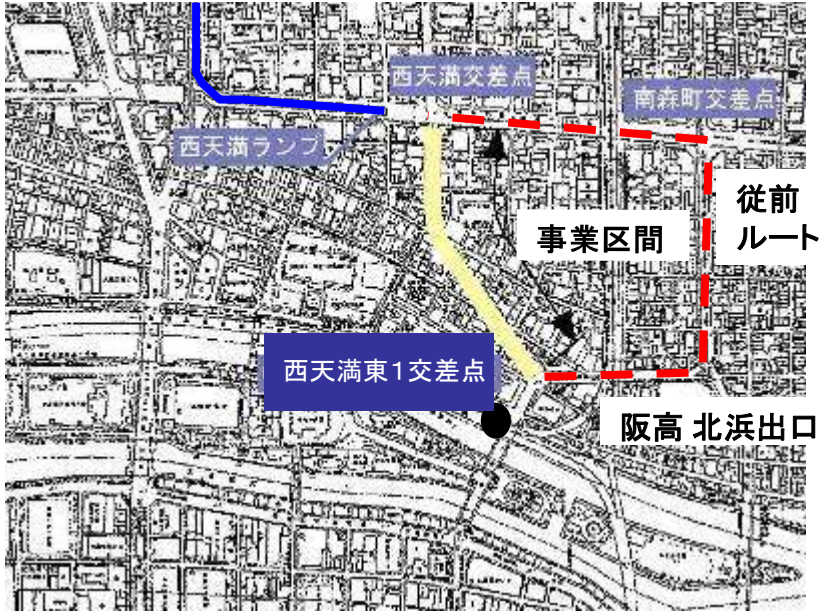 西天満交差点
南森町交差点
西天満ランプ
従前
ルート
事業区間
西天満東1交差点
阪高 北浜出口